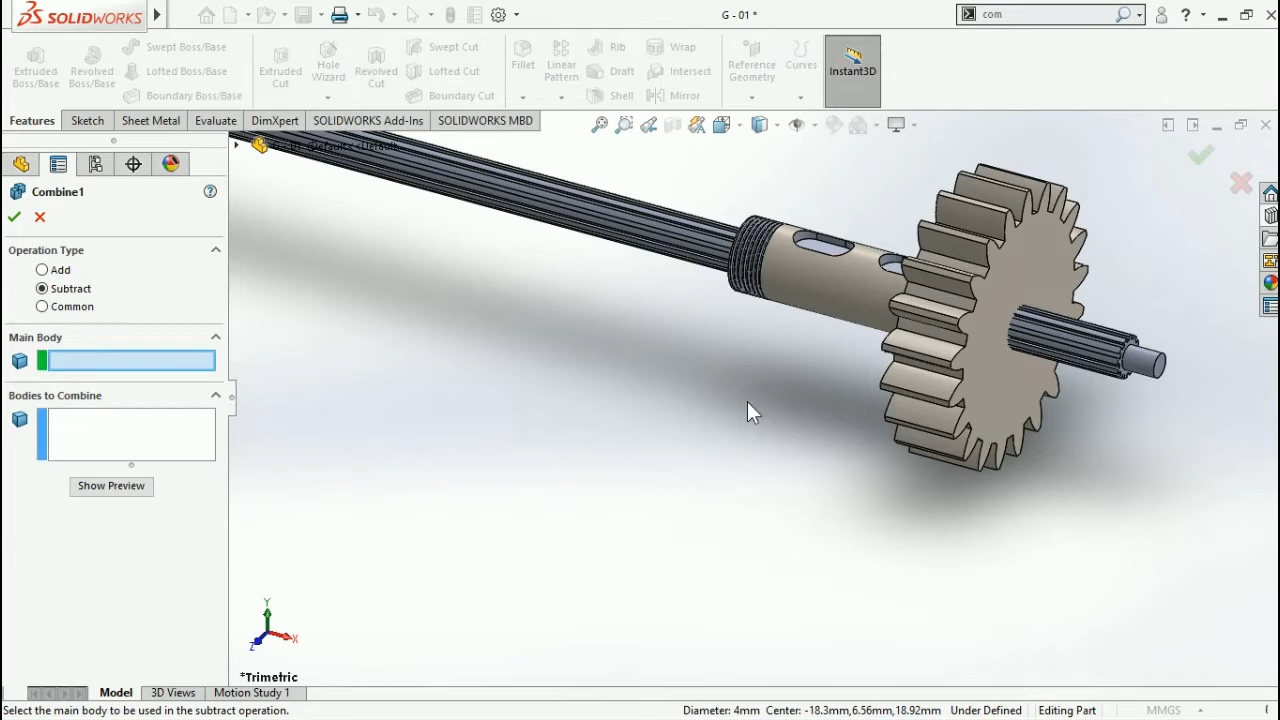 SOLIDWORKS
G - 01 *
com
Extruded Boss/Base
Revolved Boss/Base
Swept Boss/Base
Lofted Boss/Base
Boundary Boss/Base
Extruded Cut
Hole Wizard
Revolved Cut
Swept Cut
Lofted Cut
Boundary Cut
Fillet
Linear Pattern
Rib
Draft
Shell
Wrap
Intersect
Mirror
Reference Geometry
Curves
Instant3D
Features
Sketch
Sheet Metal
Evaluate
DimXpert
SOLIDWORKS Add-Ins
SOLIDWORKS MBD
Combine1
Operation Type
Add
Subtract
Common
Main Body
Bodies to Combine
Show Preview
Y
X
Z
*Trimetric
Model
3D Views
Motion Study 1
Select the main body to be used in the subtract operation.
Diameter: 4mm Center: -18.3mm,6.56mm,18.92mm
Under Defined
Editing Part
MMGS